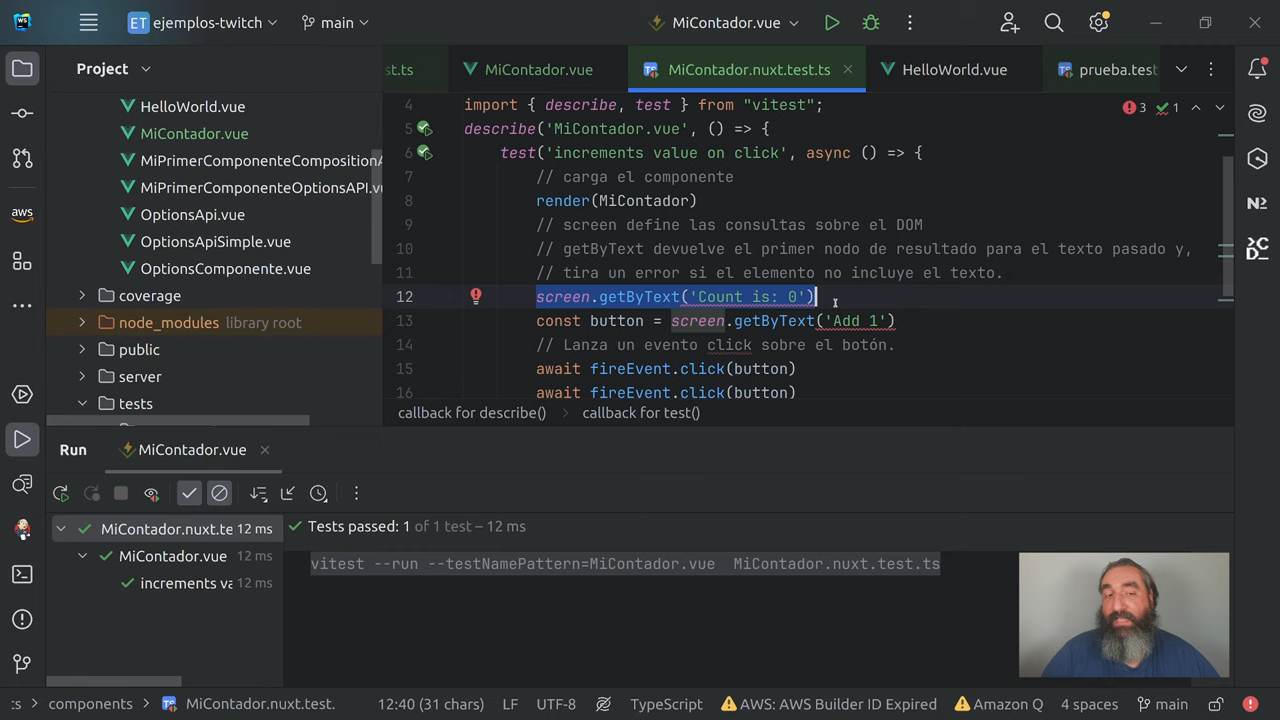 WS
ET ejemplos-twitch
main
MiContador.vue
Project
st.ts
MiContador.vue
MiContador.nuxt.test.ts
HelloWorld.vue
prueba.test
HelloWorld.vue
MiContador.vue
MiPrimerComponenteComposition
MiPrimerComponenteOptionsAPI.vu
OptionsApi.vue
OptionsApiSimple.vue
OptionsComponente.vue
coverage
node_modules library root
public
server
tests
aws
N2
3 1
4 import { describe, test } from "vitest";
5 describe('MiContador.vue', () => {
6 test('increments value on click', async () => {
7 // carga el componente
8 render(MiContador)
9 // screen define las consultas sobre el DOM
10 // getByText devuelve el primer nodo de resultado para el texto pasado y,
11 // tira un error si el elemento no incluye el texto.
12 screen.getByText('Count is: 0')
13 const button = screen.getByText('Add 1')
14 // Lanza un evento click sobre el botón.
15 await fireEvent.click(button)
16 await fireEvent.click(button)
callback for describe() callback for test()
Run MiContador.vue
MiContador.nuxt.te 12 ms
MiContador.vue 12 ms
increments va 12 ms
Tests passed: 1 of 1 test – 12 ms
vitest --run --testNamePattern=MiContador.vue MiContador.nuxt.test.ts
ts components MiContador.nuxt.test. 12:40 (31 chars) LF UTF-8 TypeScript AWS: AWS Builder ID Expired Amazon Q 4 spaces main